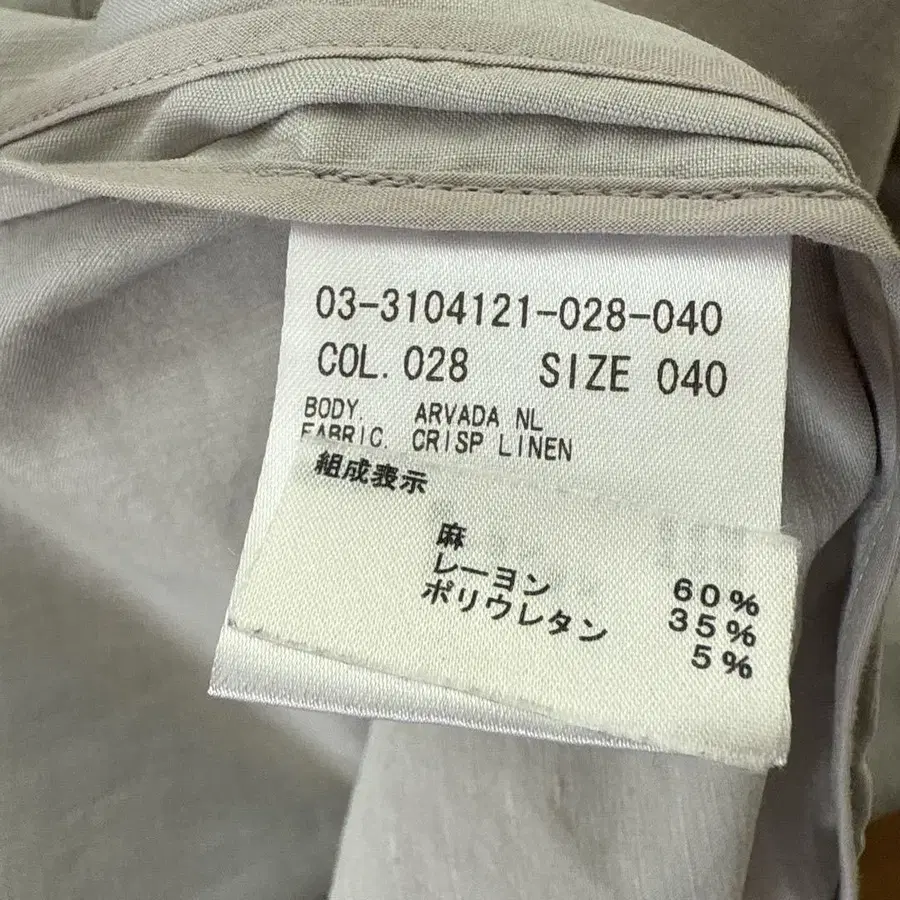 03-3104121-028-040
COL. 028 SIZE 040
BODY. ARVADA NL
FABRIC. CRISP LINEN
組成表示
麻 60%
レーヨン 35%
ポリウレタン 5%